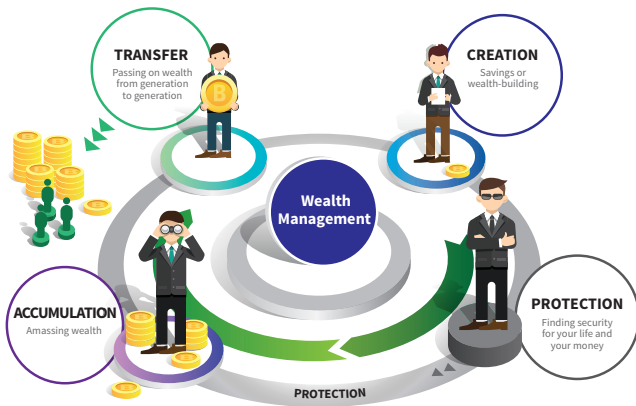 TRANSFER
Passing on wealth
from generation
to generation
B
CREATION
Savings or
wealth-building
Wealth
Management
ACCUMULATION
Amassing wealth
PROTECTION
Finding security
for your life and
your money
PROTECTION